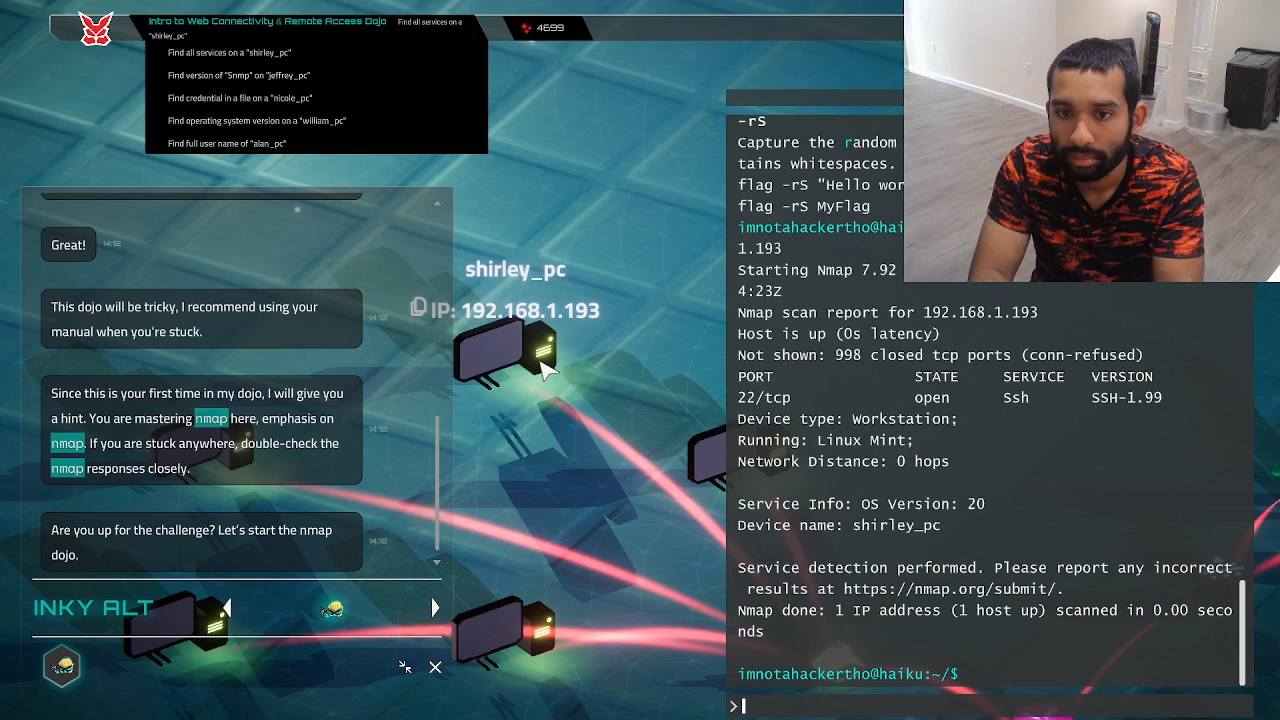 Intro to Web Connectivity & Remote Access Dojo
Find all services on a
"shirley_pc"
Find all services on a "shirley_pc"
Find version of "Snmp" on "jeffrey_pc"
Find credential in a file on a "nicole_pc"
Find operating system version on a "william_pc"
Find full user name of "alan_pc"
4699
Great!
14:12
This dojo will be tricky, I recommend using your
manual when you're stuck.
14:12
Since this is your first time in my dojo, I will give you
a hint. You are mastering nmap here, emphasis on
nmap. If you are stuck anywhere, double-check the
nmap responses closely.
14:12
Are you up for the challenge? Let's start the nmap
dojo.
14:12
INKY ALT
shirley_pc
IP: 192.168.1.193
-rS
Capture the random
tains whitespaces.
flag -rS "Hello wor
flag -rS MyFlag
imnotahackertho@hai
1.193
Starting Nmap 7.92
4:23Z
Nmap scan report for 192.168.1.193
Host is up (0s latency)
Not shown: 998 closed tcp ports (conn-refused)
PORT STATE SERVICE VERSION
22/tcp open Ssh SSH-1.99
Device type: Workstation;
Running: Linux Mint;
Network Distance: 0 hops
Service Info: OS Version: 20
Device name: shirley_pc
Service detection performed. Please report any incorrect
results at https://nmap.org/submit/.
Nmap done: 1 IP address (1 host up) scanned in 0.00 seco
nds
imnotahackertho@haiku:~/$
>